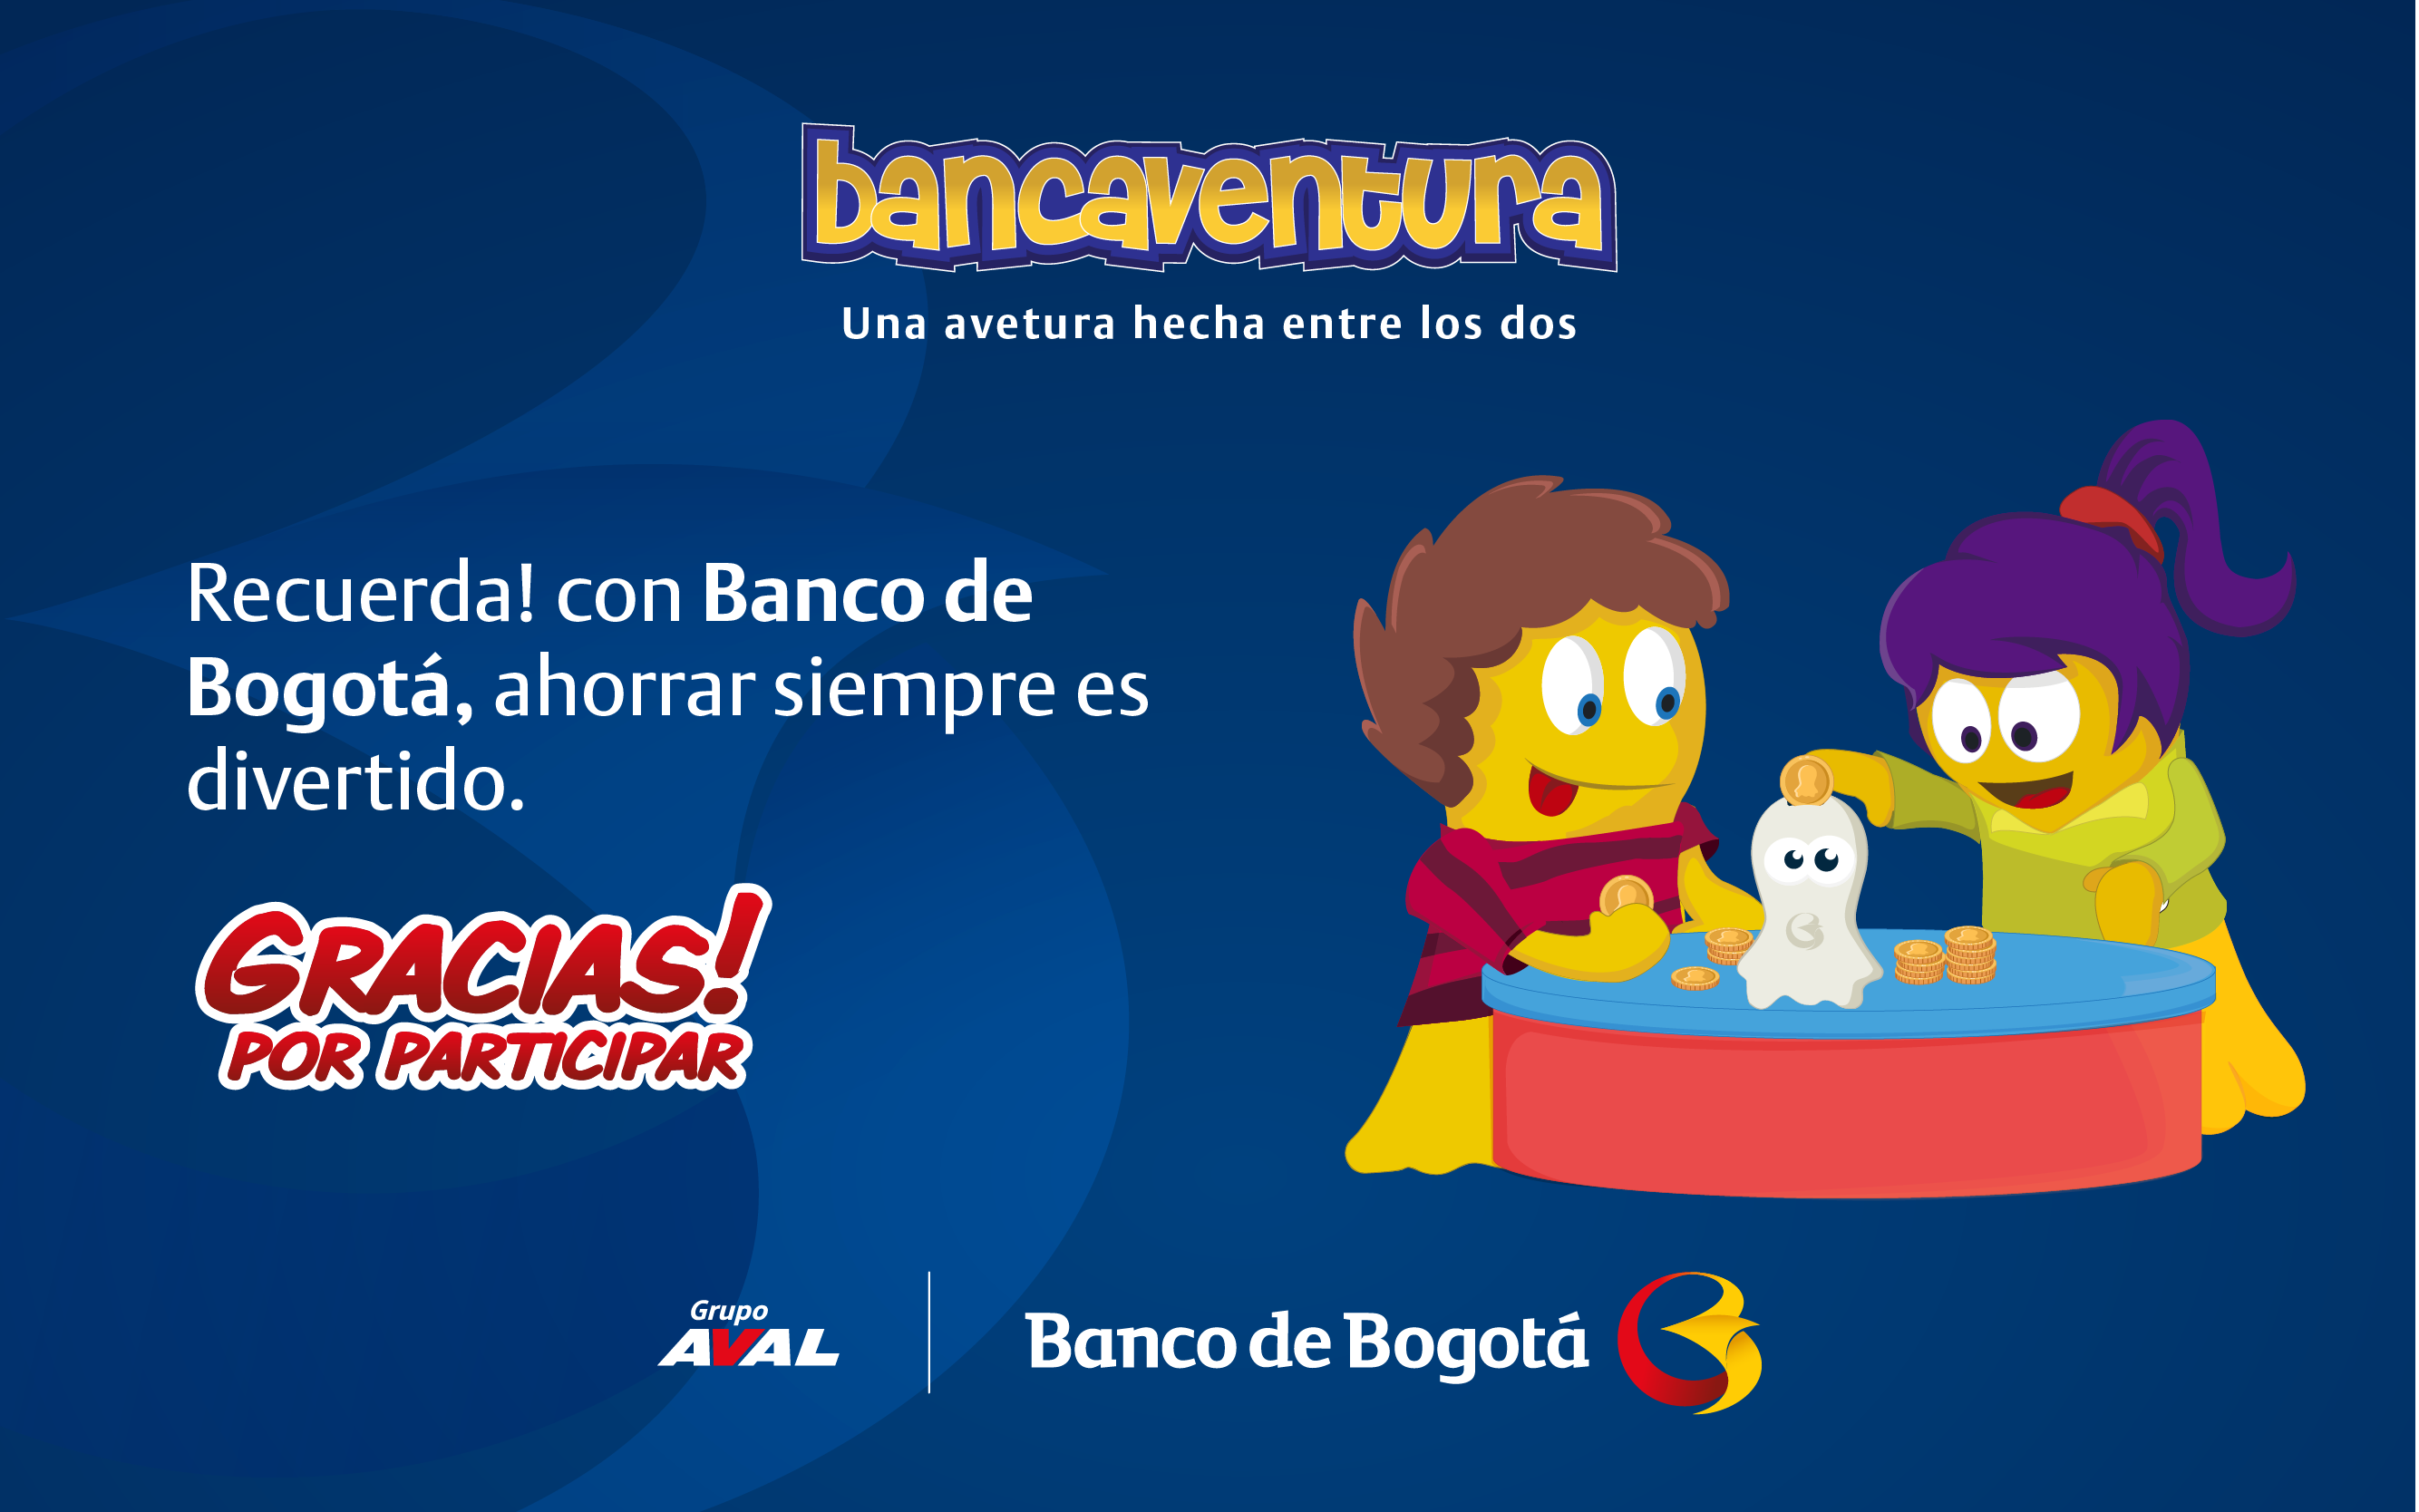 bancaventura
Una avetura hecha entre los dos
Recuerda! con Banco de
Bogotá, ahorrar siempre es
divertido.
GRACIAS!
POR PARTICIPAR
Grupo
AVAL
Banco de Bogotá